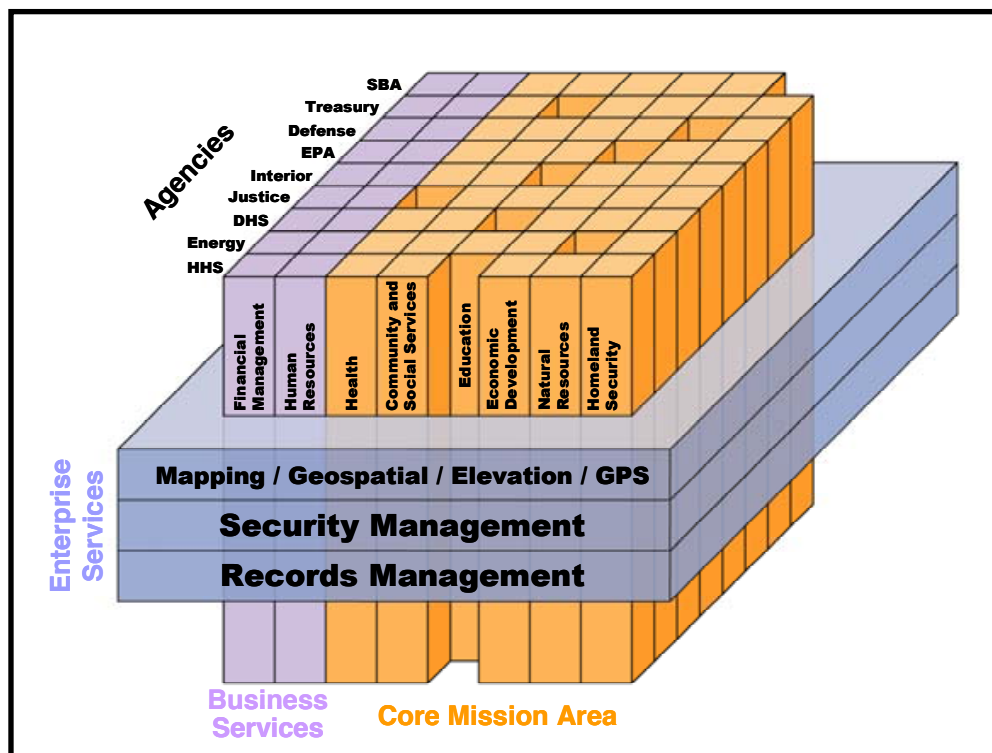 SBA
Treasury
Defense
EPA
Interior
Justice
DHS
Energy
HHS
Agencies
Financial
Management
Human
Resources
Health
Community and
Social Services
Education
Economic
Development
Natural
Resources
Homeland
Security
Enterprise
Services
Mapping / Geospatial / Elevation / GPS
Security Management
Records Management
Business
Services
Core Mission Area